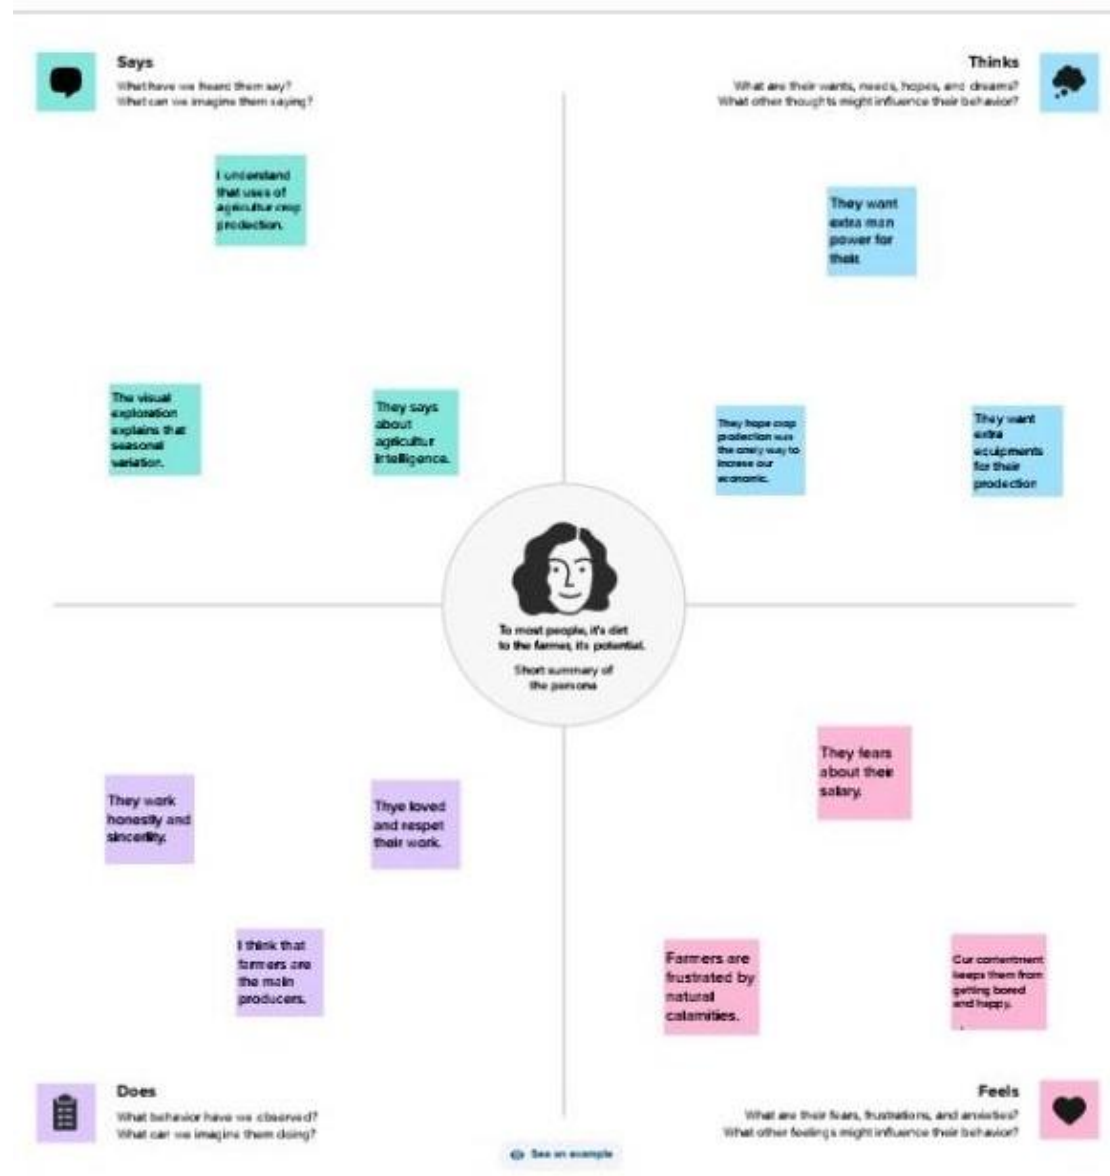 Says
What have we heard them say?
What can we imagine them saying?
Thinks
What are their wants, needs, hopes, and dreams?
What other thoughts might influence their behavior?
I understand
that uses of
agricultur crop
prodection.
They want
extra man
power for
their
The visual
exploration
explains that
seasonal
variation.
They says
about
agricultur
intelligence.
They hope crop
prodection was
the onely way to
increse our
economic.
They want
extra
equipments
for their
prodection
To most people, it's dirt
to the farmer, its potential.
Short summary of
the persona
They work
honestly and
sincerlity.
Thye loved
and respet
their work.
I think that
farmers are
the main
producers.
They fears
about their
salary.
Farmers are
frustrated by
natural
calamities.
Our contentment
keeps them from
getting bored
and happy.
Does
What behavior have we observed?
What can we imagine them doing?
Feels
What are their fears, frustrations, and anxieties?
What other feelings might influence their behavior?
See an example